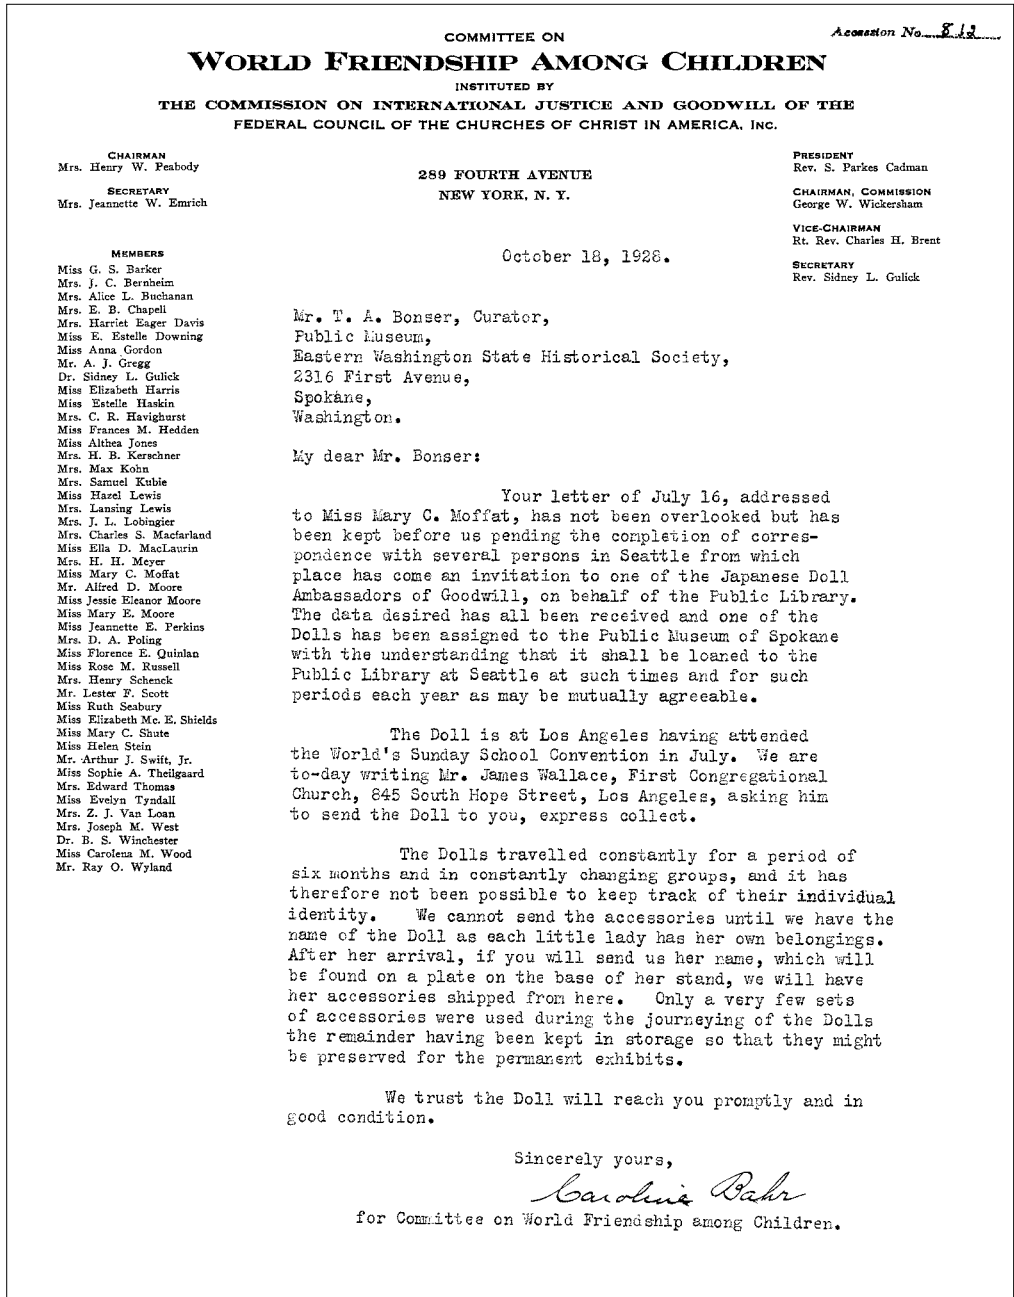 Accession No. 812
COMMITTEE ON
WORLD FRIENDSHIP AMONG CHILDREN
INSTITUTED BY
THE COMMISSION ON INTERNATIONAL JUSTICE AND GOODWILL OF THE
FEDERAL COUNCIL OF THE CHURCHES OF CHRIST IN AMERICA, INC.
CHAIRMAN
Mrs. Henry W. Peabody
SECRETARY
Mrs. Jeannette W. Emrich
289 FOURTH AVENUE
NEW YORK, N. Y.
PRESIDENT
Rev. S. Parkes Cadman
CHAIRMAN, COMMISSION
George W. Wickersham
VICE-CHAIRMAN
Rt. Rev. Charles H. Brent
SECRETARY
Rev. Sidney L. Gulick
MEMBERS
Miss G. S. Barker
Mrs. J. C. Bernheim
Mrs. Alice L. Buchanan
Mrs. E. B. Chapell
Mrs. Harriet Eager Davis
Miss E. Estelle Downing
Miss Anna Gordon
Mr. A. J. Gregg
Dr. Sidney L. Gulick
Miss Elizabeth Harris
Miss Estelle Haskin
Mrs. C. R. Havighurst
Miss Frances M. Hedden
Miss Althea Jones
Mrs. H. B. Kerschner
Mrs. Max Kohn
Mrs. Samuel Kubie
Miss Hazel Lewis
Mrs. Lansing Lewis
Mrs. J. L. Lobingier
Mrs. Charles S. Macfarland
Miss Ella D. MacLaurin
Mrs. H. H. Meyer
Miss Mary C. Moffat
Mr. Alfred D. Moore
Miss Jessie Eleanor Moore
Miss Mary E. Moore
Miss Jeannette E. Perkins
Mrs. D. A. Poling
Miss Florence E. Quinlan
Miss Rose M. Russell
Mrs. Henry Schenck
Mr. Lester F. Scott
Miss Ruth Seabury
Miss Elizabeth Mc. E. Shields
Miss Mary C. Shute
Miss Helen Stein
Mr. Arthur J. Swift, Jr.
Miss Sophie A. Theilgaard
Mrs. Edward Thomas
Miss Evelyn Tyndall
Mrs. Z. J. Van Loan
Mrs. Joseph M. West
Dr. B. S. Winchester
Miss Carolena M. Wood
Mr. Ray O. Wyland
October 18, 1928.
Mr. T. A. Bonser, Curator,
Public Museum,
Eastern Washington State Historical Society,
2316 First Avenue,
Spokane,
Washington.
My dear Mr. Bonser:
Your letter of July 16, addressed
to Miss Mary C. Moffat, has not been overlooked but has
been kept before us pending the completion of corres-
pondence with several persons in Seattle from which
place has come an invitation to one of the Japanese Doll
Ambassadors of Goodwill, on behalf of the Public Library.
The data desired has all been received and one of the
Dolls has been assigned to the Public Museum of Spokane
with the understanding that it shall be loaned to the
Public Library at Seattle at such times and for such
periods each year as may be mutually agreeable.
The Doll is at Los Angeles having attended
the World's Sunday School Convention in July. We are
to-day writing Mr. James Wallace, First Congregational
Church, 845 South Hope Street, Los Angeles, asking him
to send the Doll to you, express collect.
The Dolls travelled constantly for a period of
six months and in constantly changing groups, and it has
therefore not been possible to keep track of their individual
identity. We cannot send the accessories until we have the
name of the Doll as each little lady has her own belongings.
After her arrival, if you will send us her name, which will
be found on a plate on the base of her stand, we will have
her accessories shipped from here. Only a very few sets
of accessories were used during the journeying of the Dolls
the remainder having been kept in storage so that they might
be preserved for the permanent exhibits.
We trust the Doll will reach you promptly and in
good condition.
Sincerely yours,
Caroline Bahr
for Committee on World Friendship among Children.